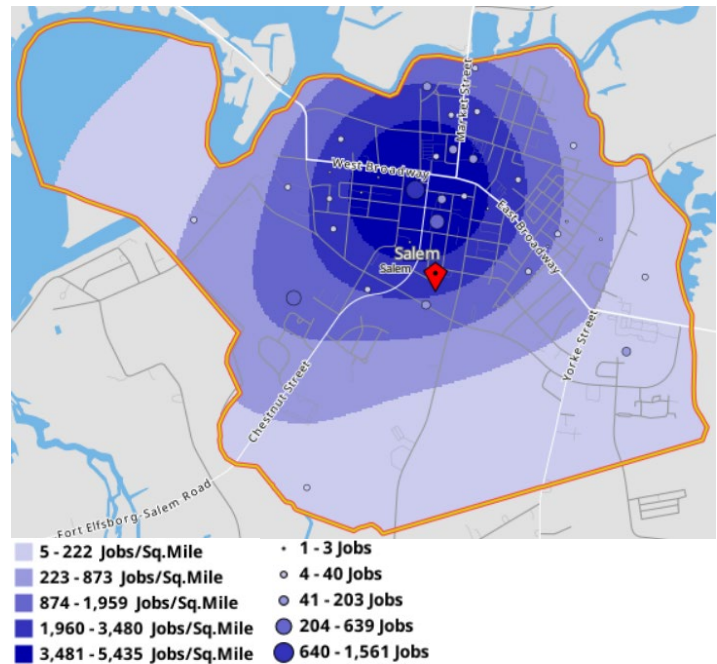 Market Street
West Broadway
East Broadway
Salem
Salem
Yorke Street
Chestnut Street
Fort Elfsborg-Salem Road
5 - 222 Jobs/Sq.Mile
223 - 873 Jobs/Sq.Mile
874 - 1,959 Jobs/Sq.Mile
1,960 - 3,480 Jobs/Sq.Mile
3,481 - 5,435 Jobs/Sq.Mile
1 - 3 Jobs
4 - 40 Jobs
41 - 203 Jobs
204 - 639 Jobs
640 - 1,561 Jobs